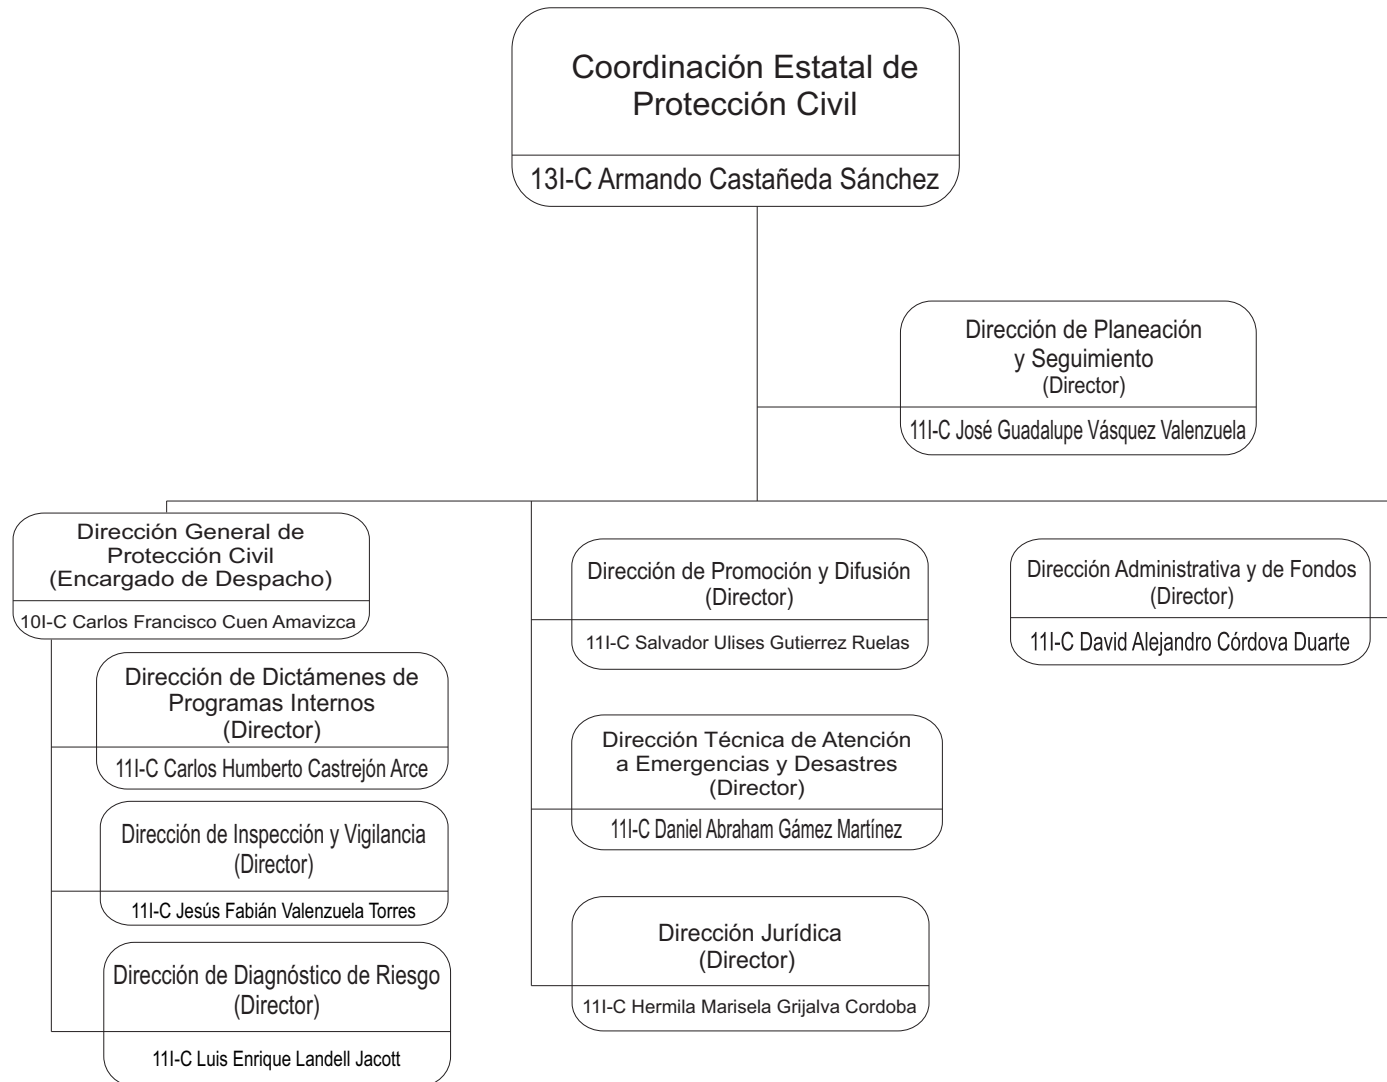 Coordinación Estatal de
Protección Civil
13I-C Armando Castañeda Sánchez
Dirección de Planeación
y Seguimiento
(Director)
11I-C José Guadalupe Vásquez Valenzuela
Dirección General de
Protección Civil
(Encargado de Despacho)
10I-C Carlos Francisco Cuen Amavizca
Dirección de Dictámenes de
Programas Internos
(Director)
11I-C Carlos Humberto Castrejón Arce
Dirección de Inspección y Vigilancia
(Director)
11I-C Jesús Fabián Valenzuela Torres
Dirección de Diagnóstico de Riesgo
(Director)
11I-C Luis Enrique Landell Jacott
Dirección de Promoción y Difusión
(Director)
11I-C Salvador Ulises Gutierrez Ruelas
Dirección Técnica de Atención
a Emergencias y Desastres
(Director)
11I-C Daniel Abraham Gámez Martínez
Dirección Jurídica
(Director)
11I-C Hermila Marisela Grijalva Cordoba
Dirección Administrativa y de Fondos
(Director)
11I-C David Alejandro Córdova Duarte